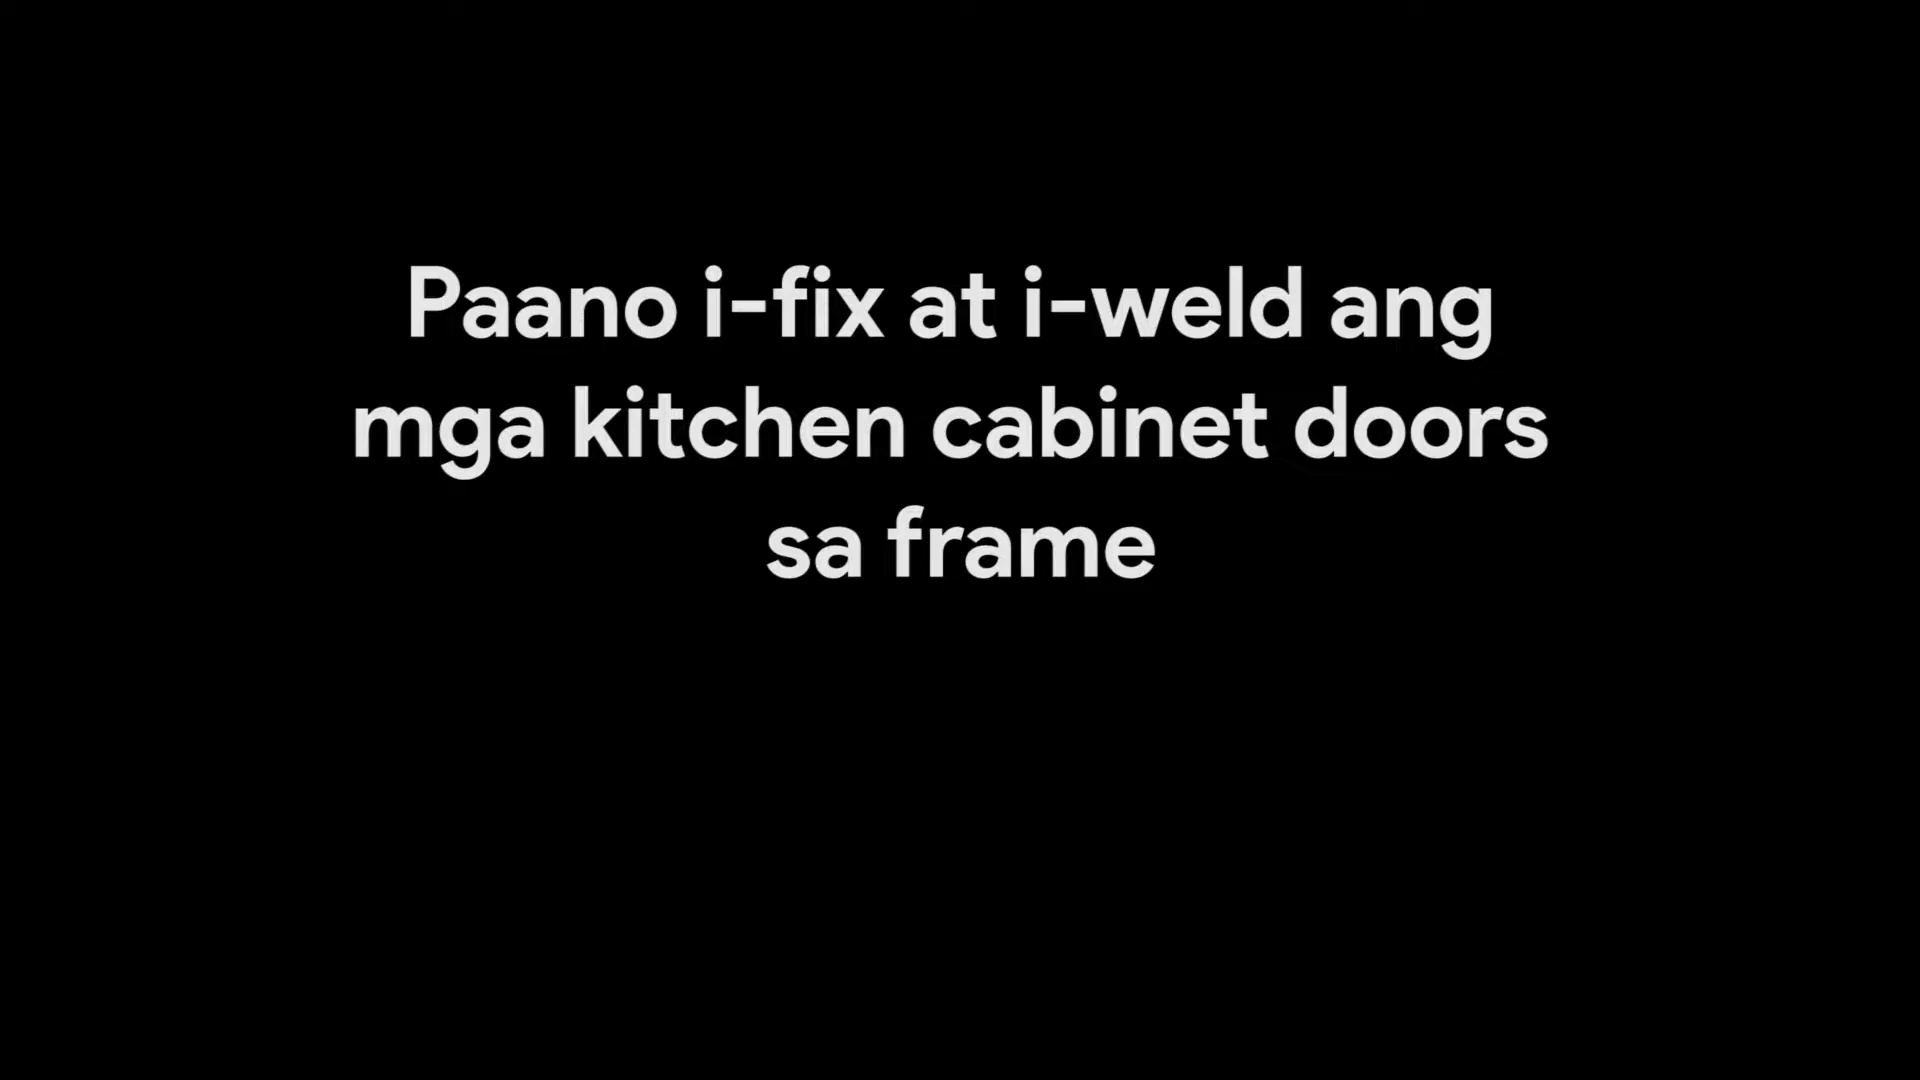 Paano i-fix at i-weld ang
mga kitchen cabinet doors
sa frame